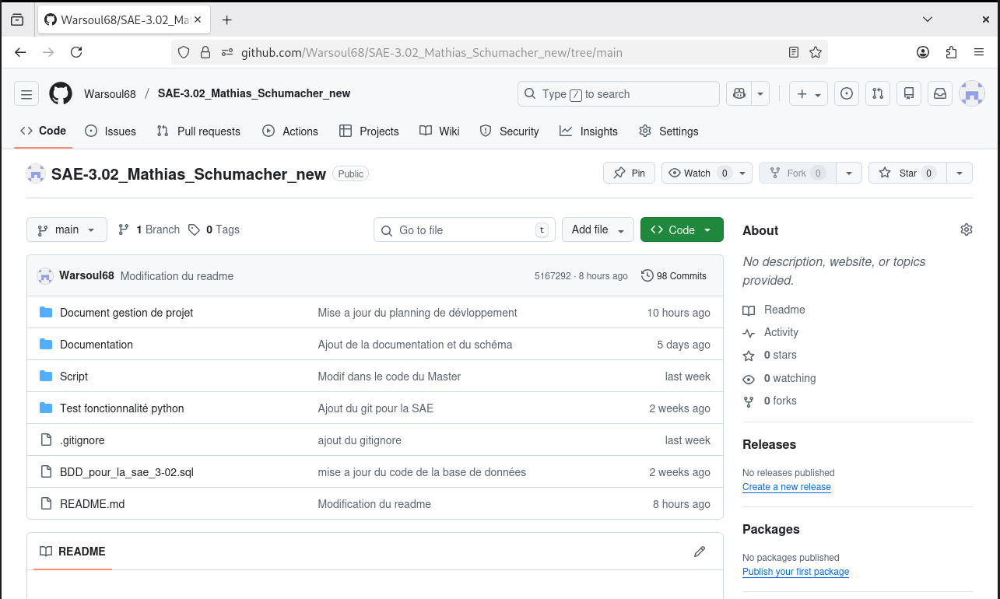 Warsoul68/SAE-3.02_Ma
github.com/Warsoul68/SAE-3.02_Mathias_Schumacher_new/tree/main
Warsoul68 / SAE-3.02_Mathias_Schumacher_new
Type / to search
Code Issues Pull requests Actions Projects Wiki Security Insights Settings
SAE-3.02_Mathias_Schumacher_new Public
Pin Watch 0 Fork 0 Star 0
main 1 Branch 0 Tags Go to file t Add file Code
Warsoul68 Modification du readme 5167292 · 8 hours ago 98 Commits
Document gestion de projet Mise a jour du planning de dévloppement 10 hours ago
Documentation Ajout de la documentation et du schéma 5 days ago
Script Modif dans le code du Master last week
Test fonctionnalité python Ajout du git pour la SAE 2 weeks ago
.gitignore ajout du gitignore last week
BDD_pour_la_sae_3-02.sql mise a jour du code de la base de données 2 weeks ago
README.md Modification du readme 8 hours ago
README
About
No description, website, or topics
provided.
Readme
Activity
0 stars
0 watching
0 forks
Releases
No releases published
Create a new release
Packages
No packages published
Publish your first package